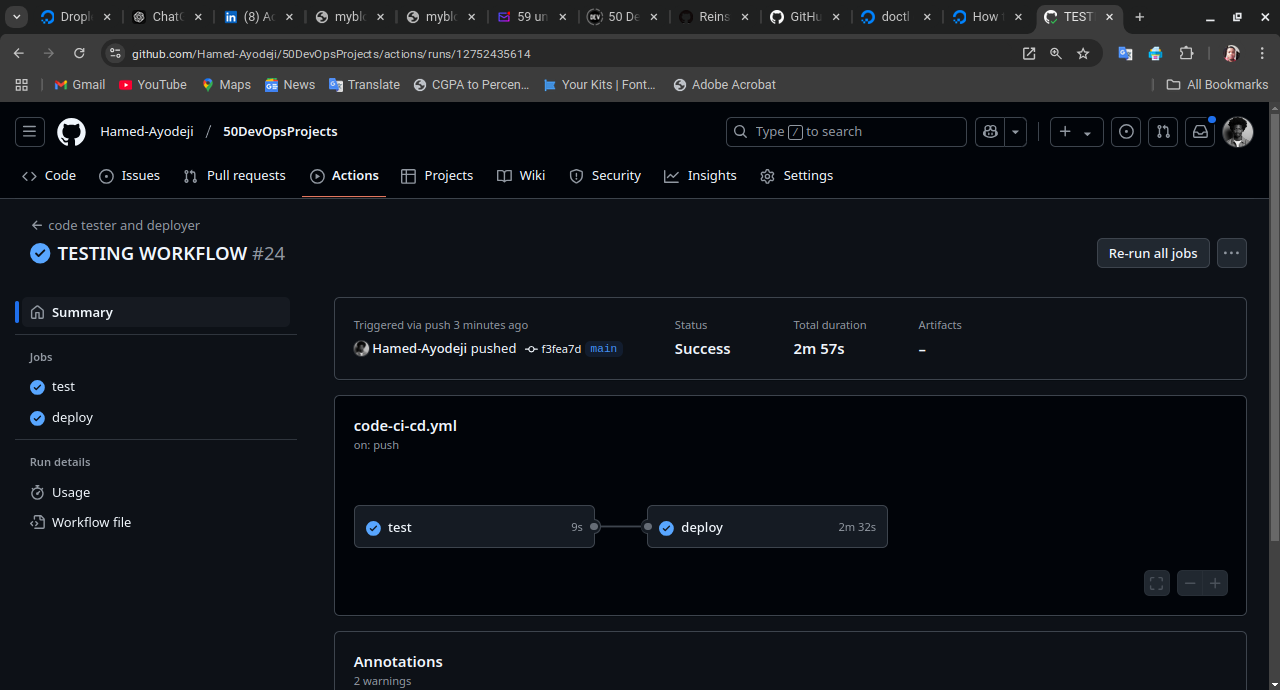 Drople
ChatG
(8) Ac
myblo
myblo
59 un
50 De
Reins
GitHu
doctl
How t
TEST
github.com/Hamed-Ayodeji/50DevOpsProjects/actions/runs/12752435614
Gmail
YouTube
Maps
News
Translate
CGPA to Percen...
Your Kits | Font...
Adobe Acrobat
All Bookmarks
Hamed-Ayodeji / 50DevOpsProjects
Type / to search
Code
Issues
Pull requests
Actions
Projects
Wiki
Security
Insights
Settings
← code tester and deployer
TESTING WORKFLOW #24
Re-run all jobs
Summary
Jobs
test
deploy
Run details
Usage
Workflow file
Triggered via push 3 minutes ago
Hamed-Ayodeji pushed f3fea7d main
Status
Success
Total duration
2m 57s
Artifacts
–
code-ci-cd.yml
on: push
test 9s
deploy 2m 32s
Annotations
2 warnings